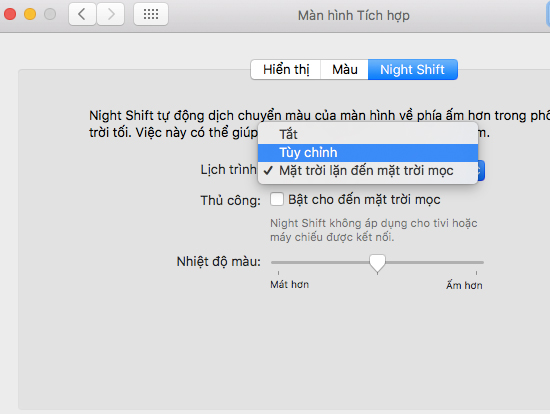 Màn hình Tích hợp
Hiển thị Màu Night Shift
Night Shift tự động dịch chuyển màu của màn hình về phía ấm hơn trong
trời tối. Việc này có thể giúp
Tắt
Tùy chỉnh
Lịch trình: ✓ Mặt trời lặn đến mặt trời mọc
Thủ công: Bật cho đến mặt trời mọc
Night Shift không áp dụng cho tivi hoặc
máy chiếu được kết nối.
Nhiệt độ màu:
Mát hơn Ấm hơn